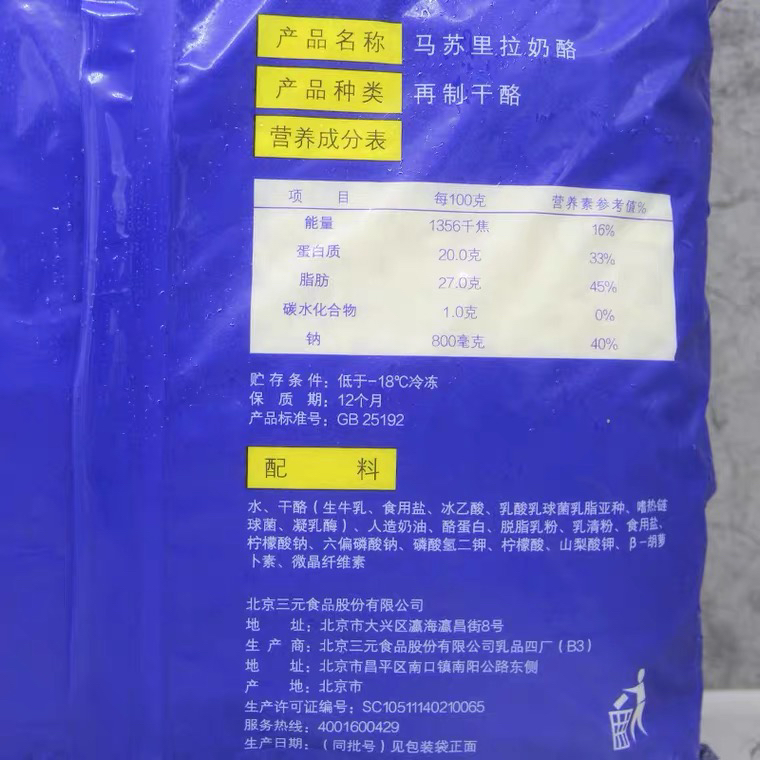 产品名称 马苏里拉奶酪
产品种类 再制干酪
营养成分表
项 目 每100克 营养素参考值%
能量 1356千焦 16%
蛋白质 20.0克 33%
脂肪 27.0克 45%
碳水化合物 1.0克 0%
钠 800毫克 40%
贮存条件：低于-18℃冷冻
保 质 期：12个月
产品标准号：GB 25192
配 料
水、干酪（生牛乳、食用盐、冰乙酸、乳酸乳球菌乳脂亚种、嗜热链
球菌、凝乳酶）、人造奶油、酪蛋白、脱脂乳粉、乳清粉、食用盐、
柠檬酸钠、六偏磷酸钠、磷酸氢二钾、柠檬酸、山梨酸钾、β-胡萝
卜素、微晶纤维素
北京三元食品股份有限公司
地 址：北京市大兴区瀛海瀛昌街8号
生 产 商：北京三元食品股份有限公司乳品四厂（B3）
地 址：北京市昌平区南口镇南阳公路东侧
产 地：北京市
生产许可证编号：SC10511140210065
服务热线：4001600429
生产日期：（同批号）见包装袋正面